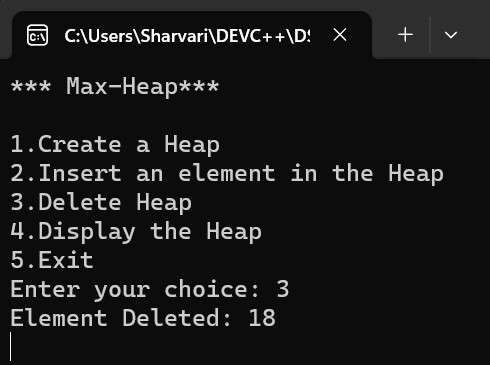 C:\Users\Sharvari\DEVC++\DS
*** Max-Heap***
1.Create a Heap
2.Insert an element in the Heap
3.Delete Heap
4.Display the Heap
5.Exit
Enter your choice: 3
Element Deleted: 18